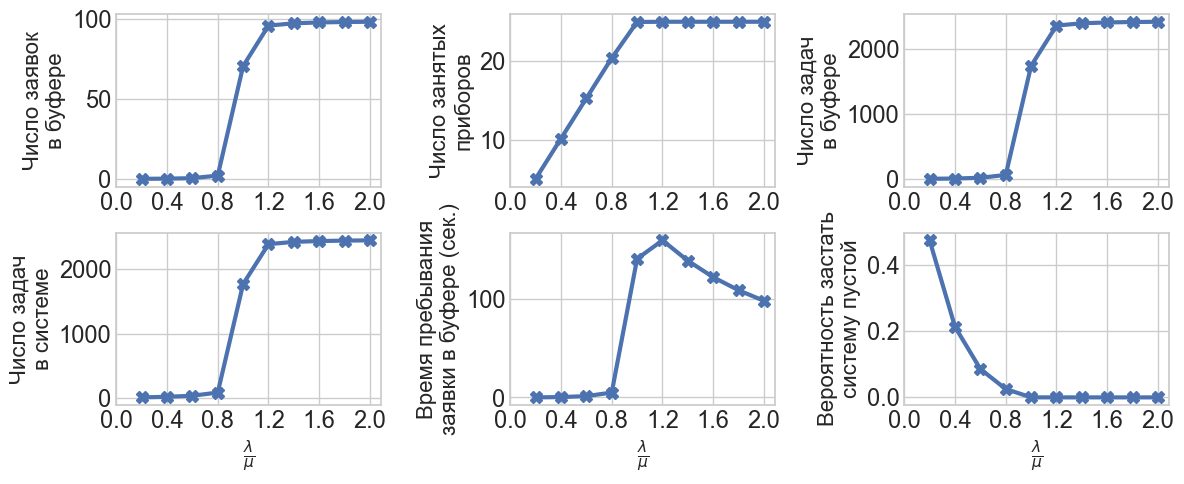 Число заявок
в буфере
100
50
0
0.0 0.4 0.8 1.2 1.6 2.0
Число занятых
приборов
20
10
0.0 0.4 0.8 1.2 1.6 2.0
Число задач
в буфере
2000
1000
0
0.0 0.4 0.8 1.2 1.6 2.0
Число задач
в системе
2000
1000
0
0.0 0.4 0.8 1.2 1.6 2.0
λ
μ
Время пребывания
заявки в буфере (сек.)
100
0
0.0 0.4 0.8 1.2 1.6 2.0
λ
μ
Вероятность застать
систему пустой
0.4
0.2
0.0
0.0 0.4 0.8 1.2 1.6 2.0
λ
μ